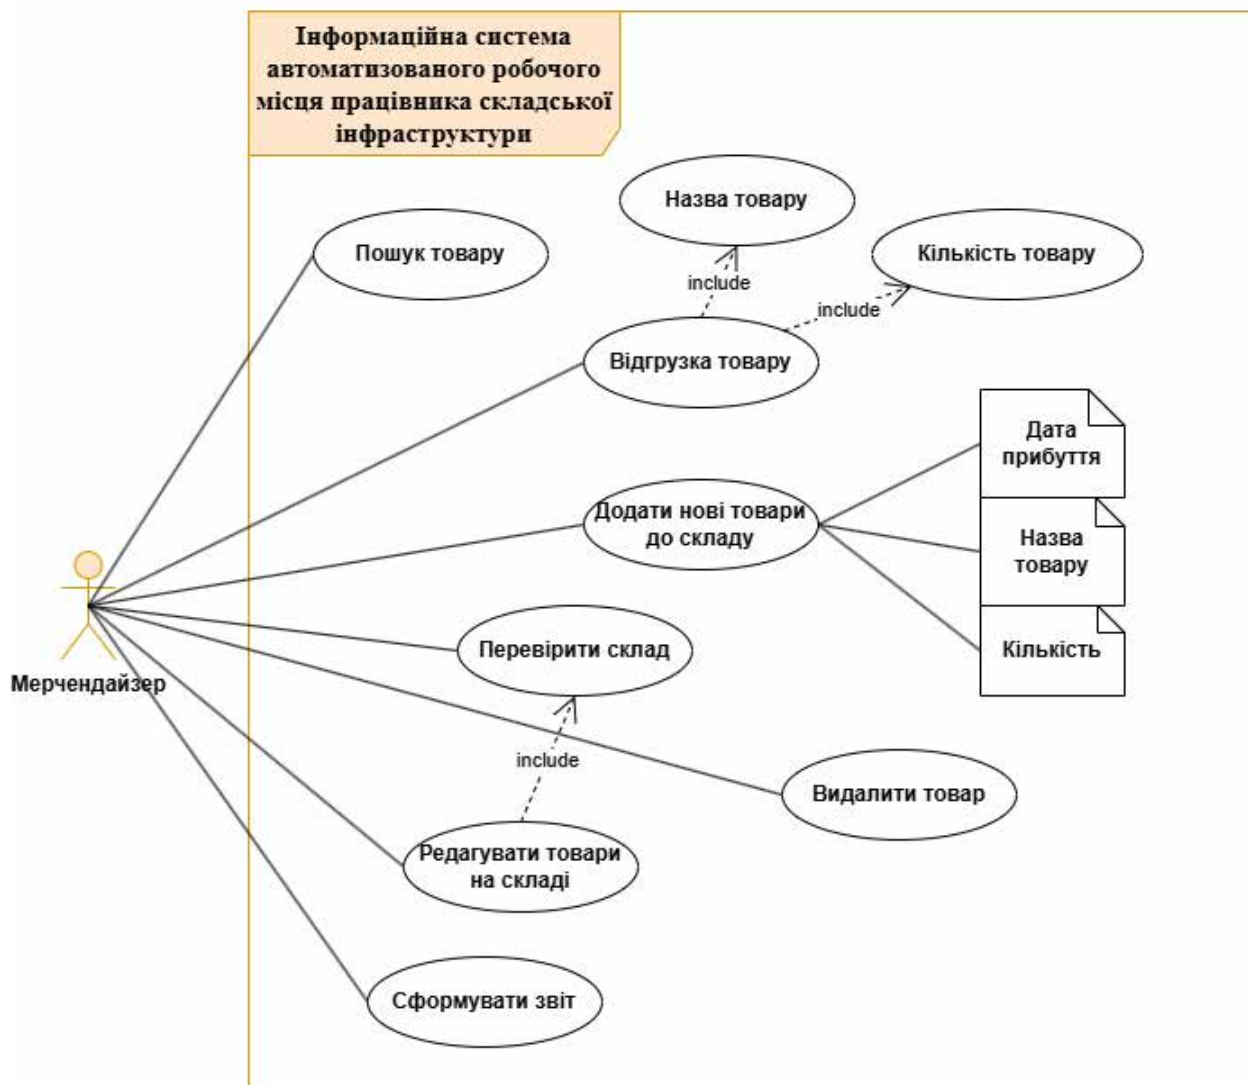 Інформаційна система
автоматизованого робочого
місця працівника складської
інфраструктури
Назва товару
Пошук товару
Кількість товару
include
include
Відгрузка товару
Дата
прибуття
Додати нові товари
до складу
Назва
товару
Перевірити склад
Кількість
Мерчендайзер
include
Видалити товар
Редагувати товари
на складі
Сформувати звіт